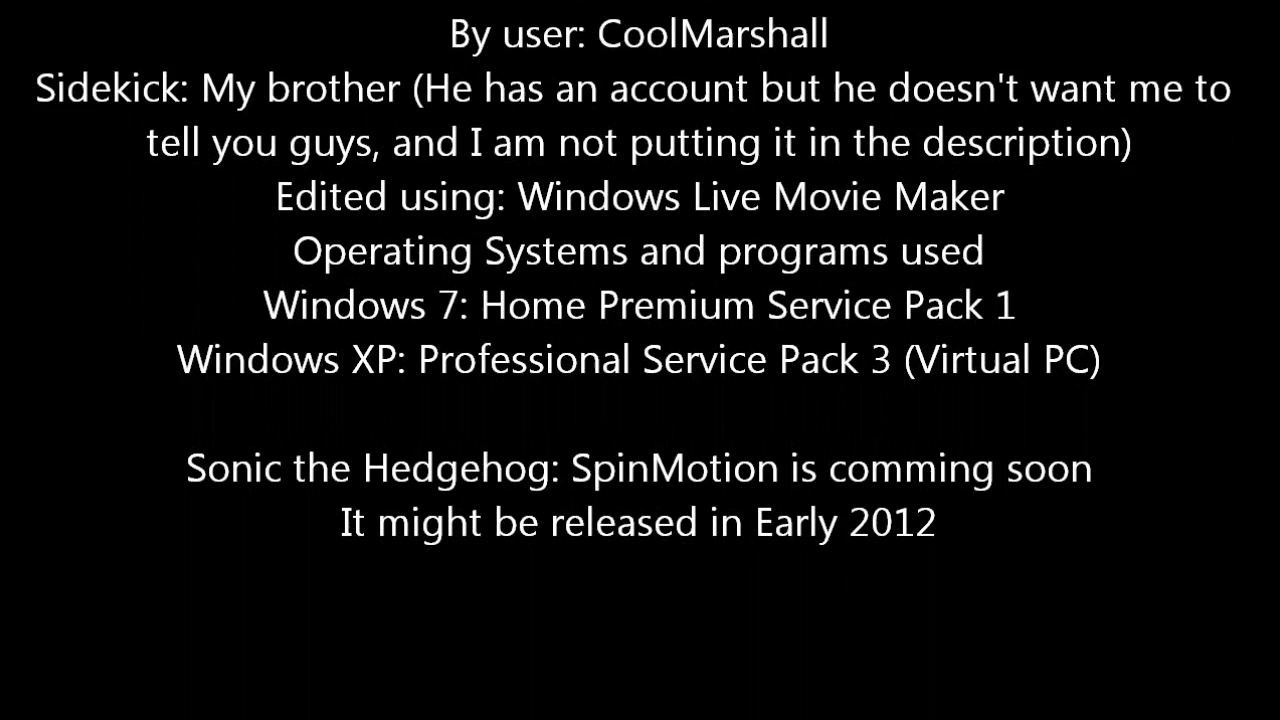 By user: CoolMarshall
Sidekick: My brother (He has an account but he doesn't want me to
tell you guys, and I am not putting it in the description)
Edited using: Windows Live Movie Maker
Operating Systems and programs used
Windows 7: Home Premium Service Pack 1
Windows XP: Professional Service Pack 3 (Virtual PC)
Sonic the Hedgehog: SpinMotion is comming soon
It might be released in Early 2012